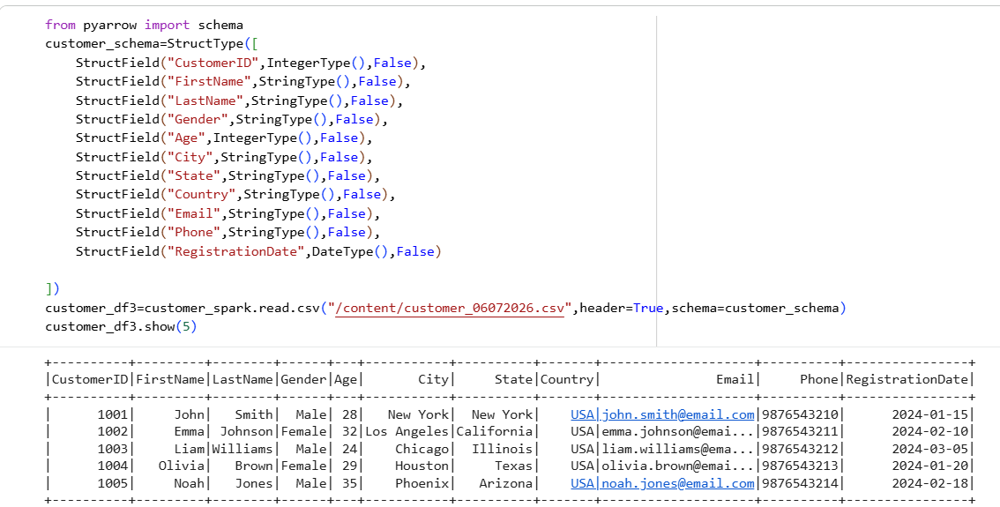 from pyarrow import schema
customer_schema=StructType([
    StructField("CustomerID",IntegerType(),False),
    StructField("FirstName",StringType(),False),
    StructField("LastName",StringType(),False),
    StructField("Gender",StringType(),False),
    StructField("Age",IntegerType(),False),
    StructField("City",StringType(),False),
    StructField("State",StringType(),False),
    StructField("Country",StringType(),False),
    StructField("Email",StringType(),False),
    StructField("Phone",StringType(),False),
    StructField("RegistrationDate",DateType(),False)
])
customer_df3=customer_spark.read.csv("/content/customer_06072026.csv",header=True,schema=customer_schema)
customer_df3.show(5)
+----------+---------+--------+------+---+-----------+----------+-------+--------------------+----------+----------------+
|CustomerID|FirstName|LastName|Gender|Age|       City|     State|Country|               Email|     Phone|RegistrationDate|
+----------+---------+--------+------+---+-----------+----------+-------+--------------------+----------+----------------+
|      1001|     John|   Smith|  Male| 28|   New York|  New York|    USA|john.smith@email.com|9876543210|      2024-01-15|
|      1002|     Emma| Johnson|Female| 32|Los Angeles|California|    USA|emma.johnson@emai...|9876543211|      2024-02-10|
|      1003|     Liam|Williams|  Male| 24|    Chicago|  Illinois|    USA|liam.williams@ema...|9876543212|      2024-03-05|
|      1004|   Olivia|   Brown|Female| 29|    Houston|     Texas|    USA|olivia.brown@emai...|9876543213|      2024-01-20|
|      1005|     Noah|   Jones|  Male| 35|    Phoenix|   Arizona|    USA|noah.jones@email.com|9876543214|      2024-02-18|
+----------+---------+--------+------+---+-----------+----------+-------+--------------------+----------+----------------+